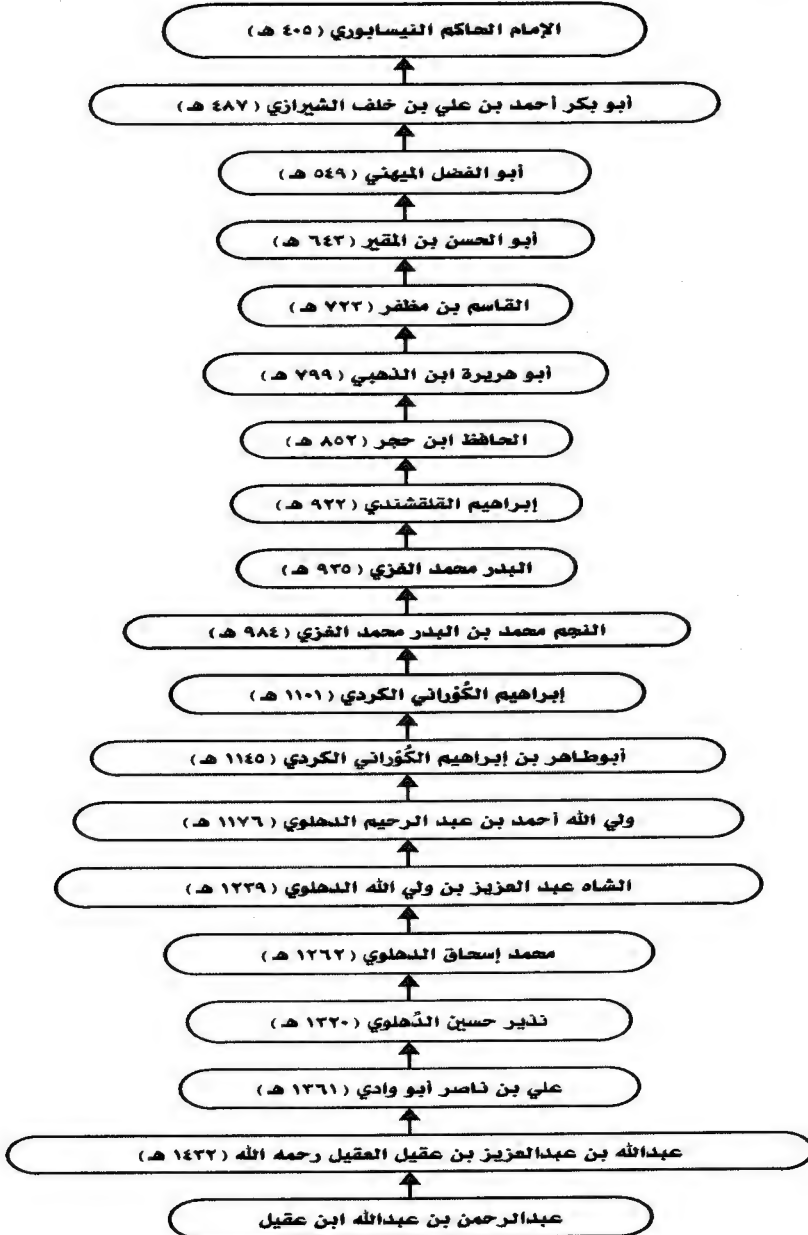 الإمام الحاكم النيسابوري (٤٠٥ هـ)
أبو بكر أحمد بن علي بن خلف الشيرازي (٤٨٧ هـ)
أبو الفضل الميهني (٥٤٩ هـ)
أبو الحسن بن المقير (٦٤٣ هـ)
القاسم بن مظفر (٧٢٣ هـ)
أبو هريرة ابن الذهبي (٧٩٩ هـ)
الحافظ ابن حجر (٨٥٢ هـ)
إبراهيم القلقشندي (٩٢٢ هـ)
البدر محمد الغزي (٩٣٥ هـ)
النجم محمد بن البدر محمد الغزي (٩٨٤ هـ)
إبراهيم الكُوْراني الكردي (١١٠١ هـ)
أبوطاهر بن إبراهيم الكُوْراني الكردي (١١٤٥ هـ)
ولي الله أحمد بن عبد الرحيم الدهلوي (١١٧٦ هـ)
الشاه عبد العزيز بن ولي الله الدهلوي (١٢٣٩ هـ)
محمد إسحاق الدهلوي (١٢٦٢ هـ)
نذير حسين الدِّهلوي (١٣٢٠ هـ)
علي بن ناصر أبو وادي (١٣٦١ هـ)
عبدالله بن عبدالعزيز بن عقيل العقيل رحمه الله (١٤٣٢ هـ)
عبدالرحمن بن عبدالله ابن عقيل